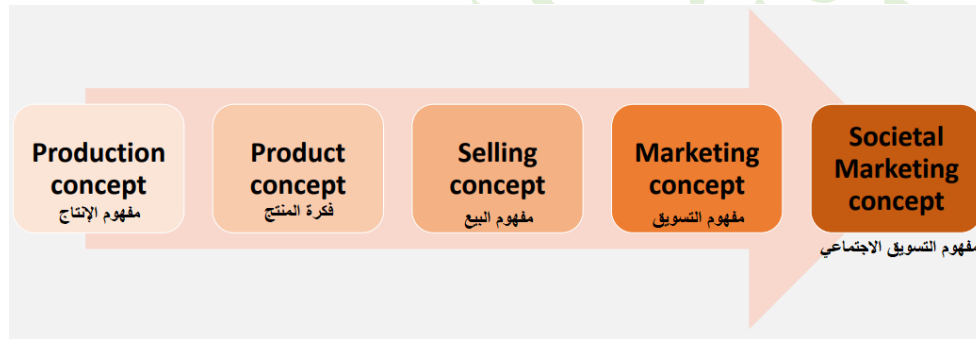 Production
concept
مفهوم الإنتاج
Product
concept
فكرة المنتج
Selling
concept
مفهوم البيع
Marketing
concept
مفهوم التسويق
Societal
Marketing
concept
مفهوم التسويق الاجتماعي